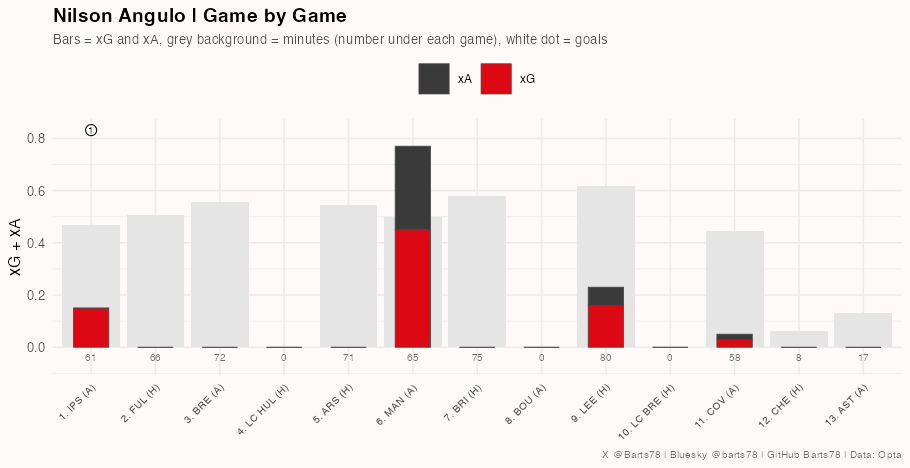 Nilson Angulo | Game by Game
Bars = xG and xA, grey background = minutes (number under each game), white dot = goals
xA xG
1
0.8
0.6
0.4
0.2
0.0
xG + xA
61 66 72 0 71 65 75 0 80 0 58 8 17
1. IPS (A)
2. FUL (H)
3. BRE (A)
4. LC HUL (H)
5. ARS (H)
6. MAN (A)
7. BRI (H)
8. BOU (A)
9. LEE (H)
10. LC BRE (H)
11. COV (A)
12. CHE (H)
13. AST (A)
X @Barts78 | Bluesky @barts78 | GitHub Barts78 | Data: Opta